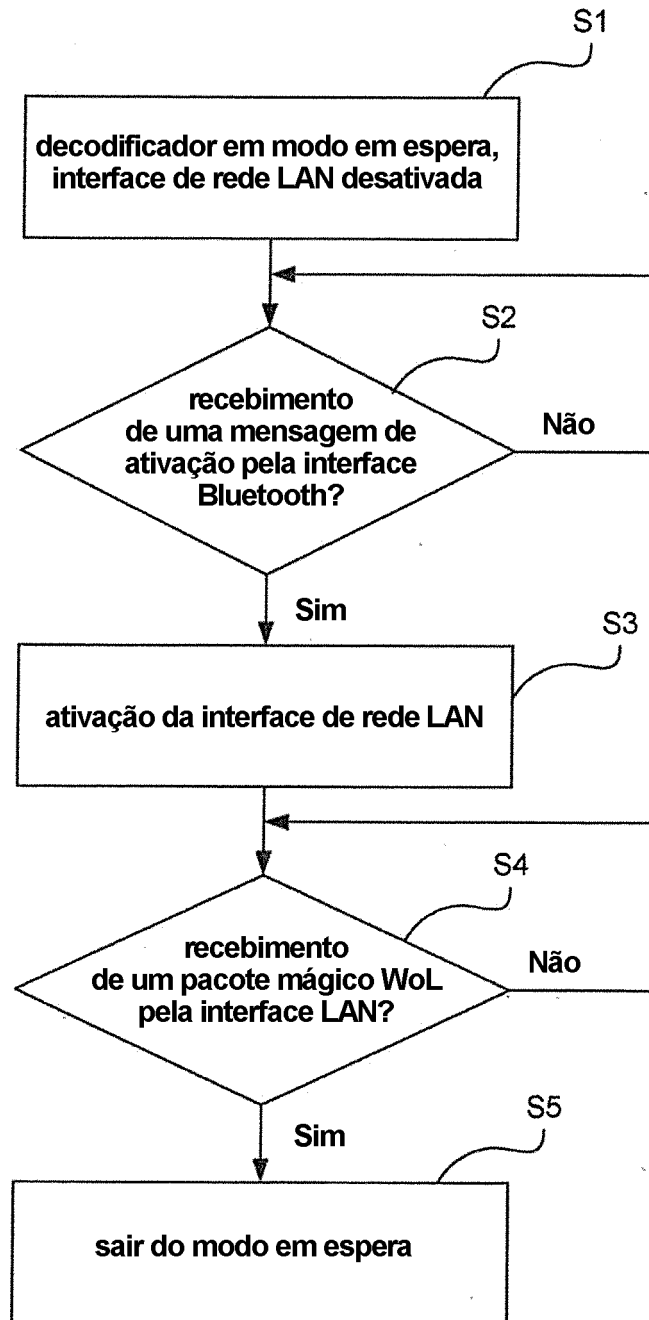 S1
decodificador em modo em espera,
interface de rede LAN desativada
S2
recebimento
de uma mensagem de
ativação pela interface
Bluetooth?
Não
Sim
S3
ativação da interface de rede LAN
S4
recebimento
de um pacote mágico WoL
pela interface LAN?
Não
Sim
S5
sair do modo em espera